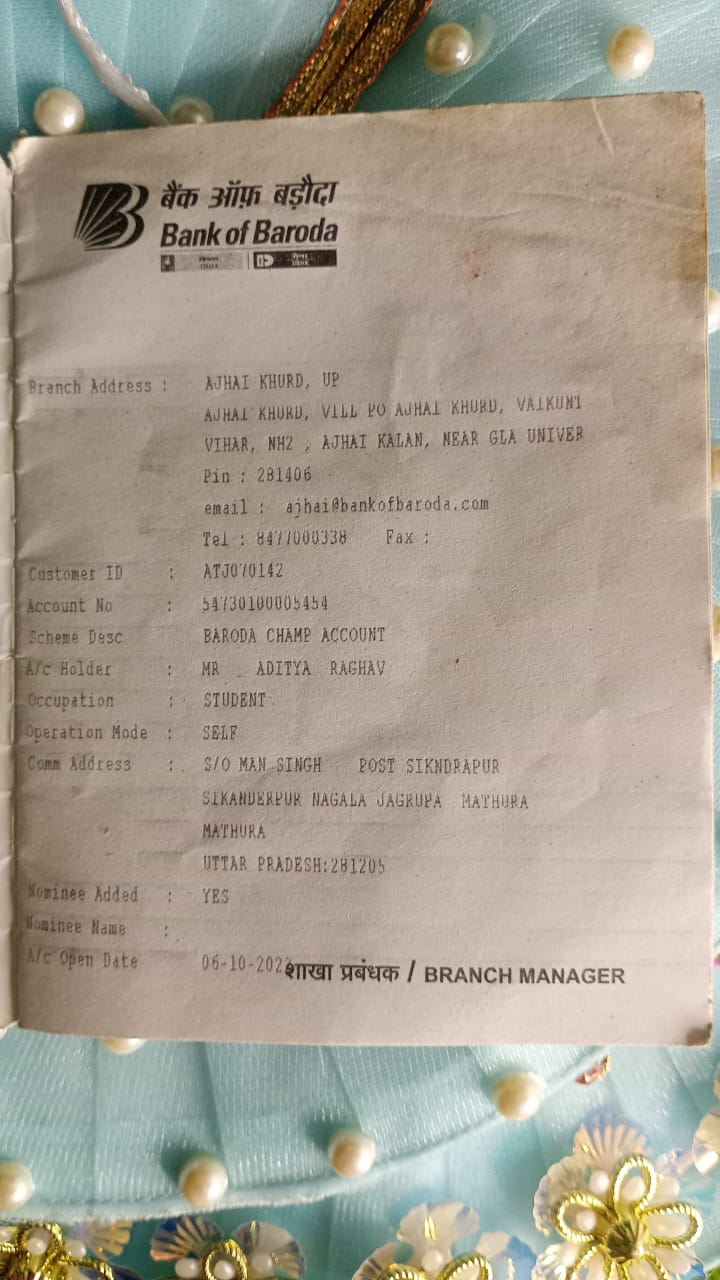 बैंक ऑफ़ बड़ौदा
Bank of Baroda
Branch Address : AJHAI KHURD, UP
AJHAI KHURD, VILL PO AJHAI KHURD, VAIKUNT
VIHAR, NH2 , AJHAI KALAN, NEAR GLA UNIVER
Pin : 281406
email : ajhai@bankofbaroda.com
Tel : 8477000338 Fax :
Customer ID : ATJ070142
Account No : 54730100005454
Scheme Desc BARODA CHAMP ACCOUNT
A/c Holder : MR ADITYA RAGHAV
Occupation : STUDENT
Operation Mode : SELF
Comm Address : S/O MAN SINGH POST SIKNDRAPUR
SIKANDERPUR NAGALA JAGRUPA MATHURA
MATHURA
UTTAR PRADESH:281205
Nominee Added : YES
Nominee Name :
A/c Open Date 06-10-202
शाखा प्रबंधक / BRANCH MANAGER